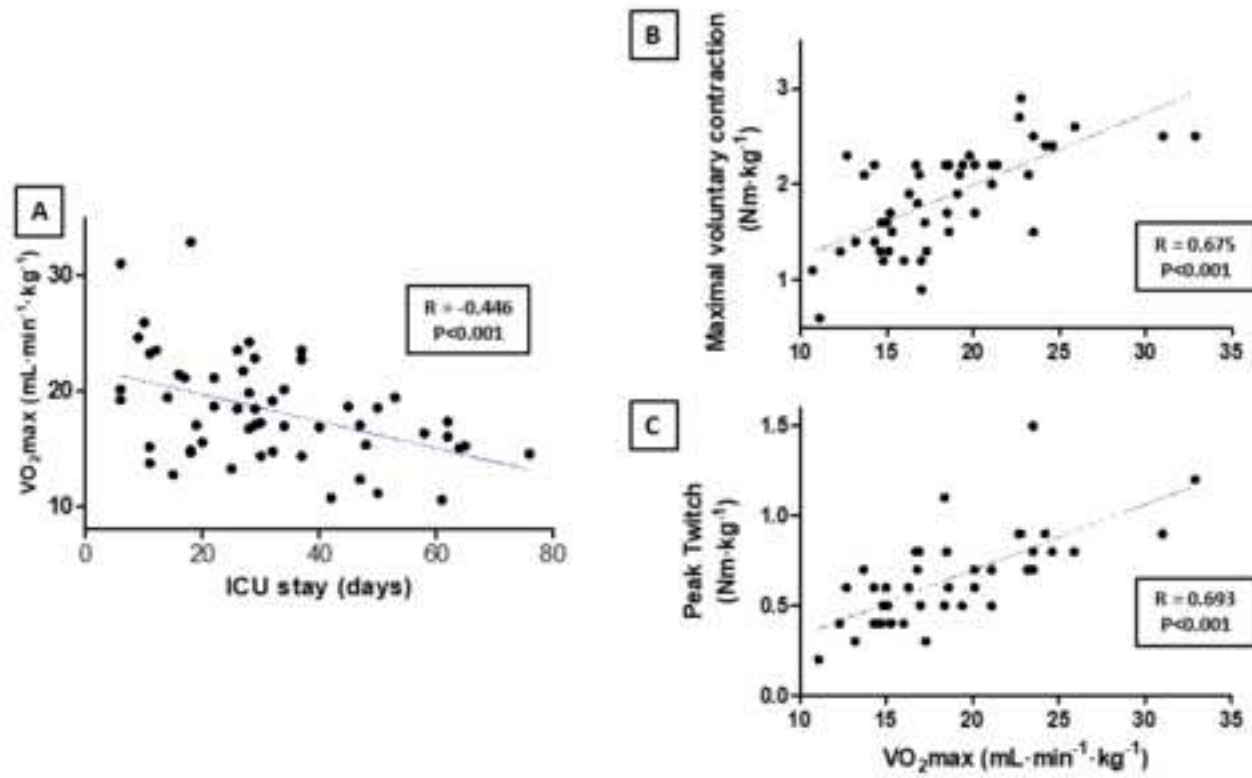 A
VO₂max (mL·min⁻¹·kg⁻¹)
30
20
10
0 20 40 60 80
ICU stay (days)
R = -0.446
P<0.001
B
Maximal voluntary contraction
(Nm·kg⁻¹)
3
2
1
10 15 20 25 30 35
R = 0.675
P<0.001
C
Peak Twitch
(Nm·kg⁻¹)
1.5
1.0
0.5
0.0
10 15 20 25 30 35
VO₂max (mL·min⁻¹·kg⁻¹)
R = 0.693
P<0.001